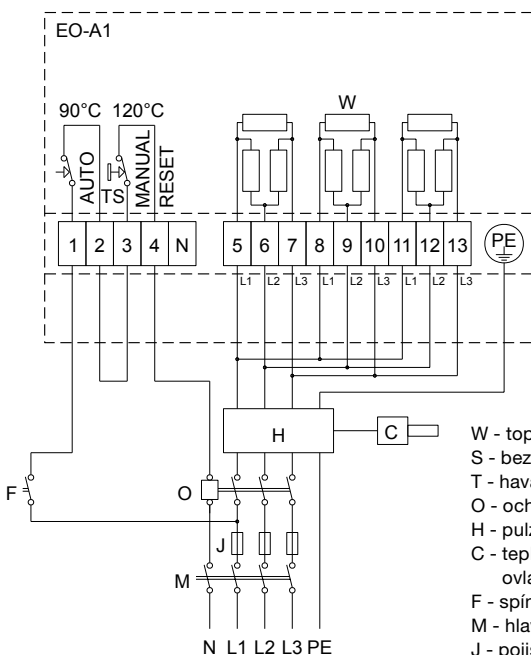 EO-A1
90°C 120°C
AUTO
TS
MANUAL
RESET
W
1 2 3 4 N 5 6 7 8 9 10 11 12 13 PE
L1 L2 L3 L1 L2 L3 L1 L2 L3
H
C
F
O
J
M
N L1 L2 L3 PE
W - top
S - bez
T - hava
O - och
H - pulz
C - tep
ovla
F - spín
M - hlav
J - pojis